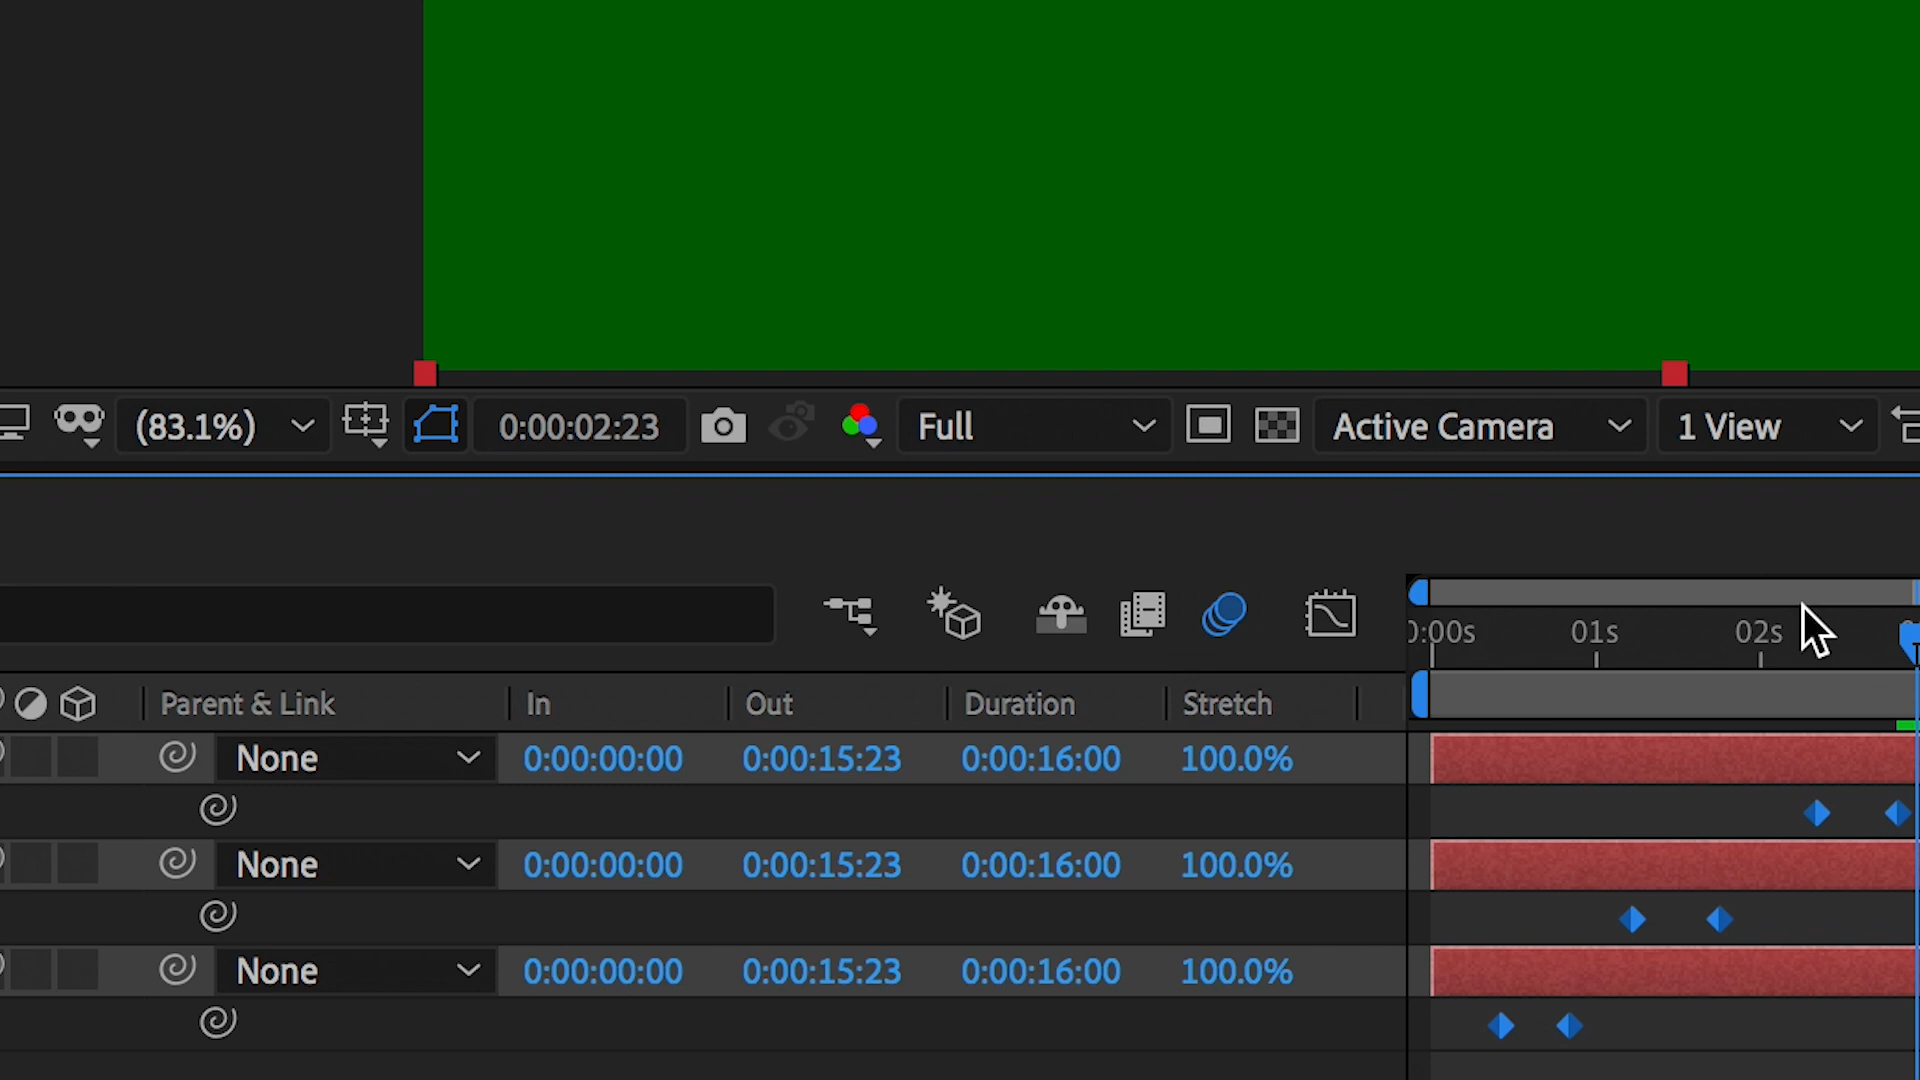 (83.1%) 0:00:02:23 Full Active Camera 1 View
0:00s 01s 02s
Parent & Link In Out Duration Stretch
None 0:00:00:00 0:00:15:23 0:00:16:00 100.0%
None 0:00:00:00 0:00:15:23 0:00:16:00 100.0%
None 0:00:00:00 0:00:15:23 0:00:16:00 100.0%